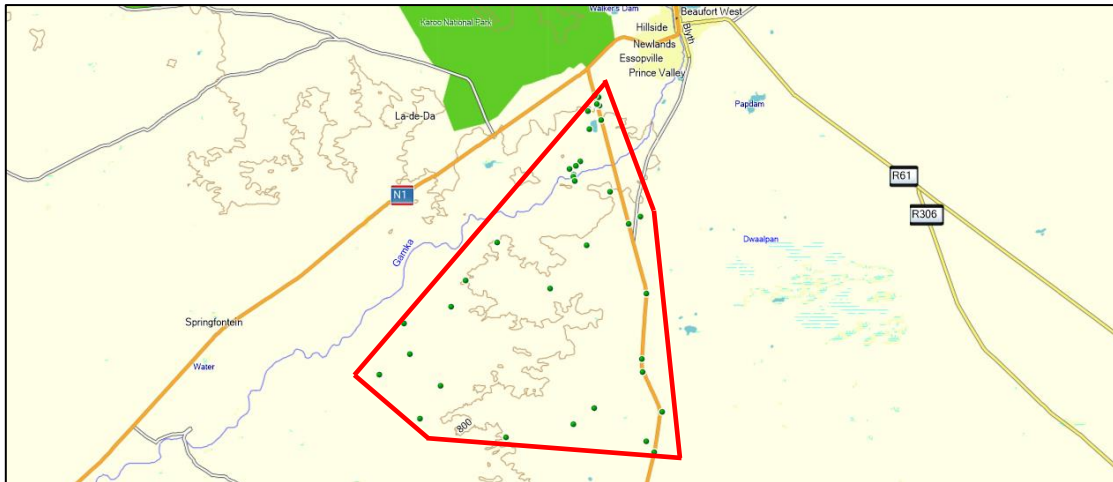 Walker's Dam
Beaufort West
Karoo National Park
Hillside
Blyth
Newlands
Essopville
Prince Valley
Papdam
La-de-Da
R61
N1
R306
Dwaalpan
Gamka
Springfontein
Water
800